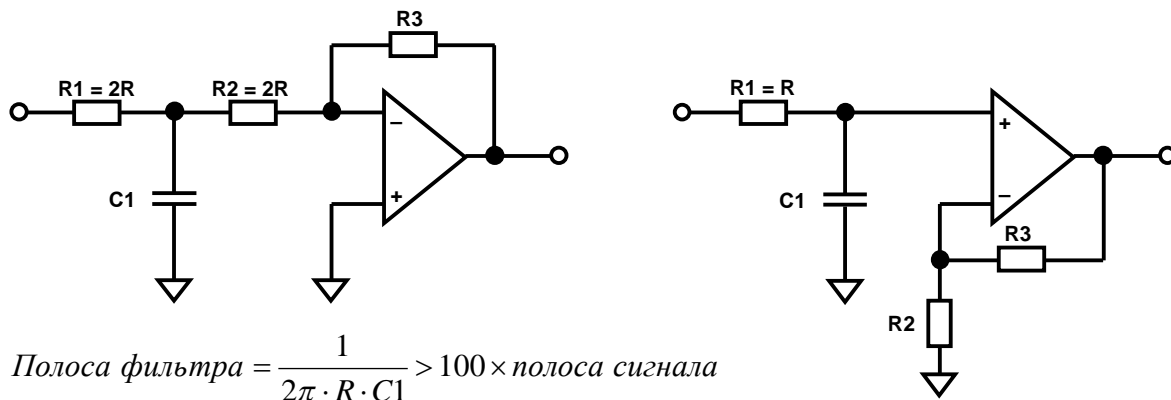 R3
R1 = 2R
R2 = 2R
−
+
C1
R1 = R
+
−
C1
R3
R2
Полоса фильтра = 1 / (2π · R · C1) > 100 × полоса сигнала